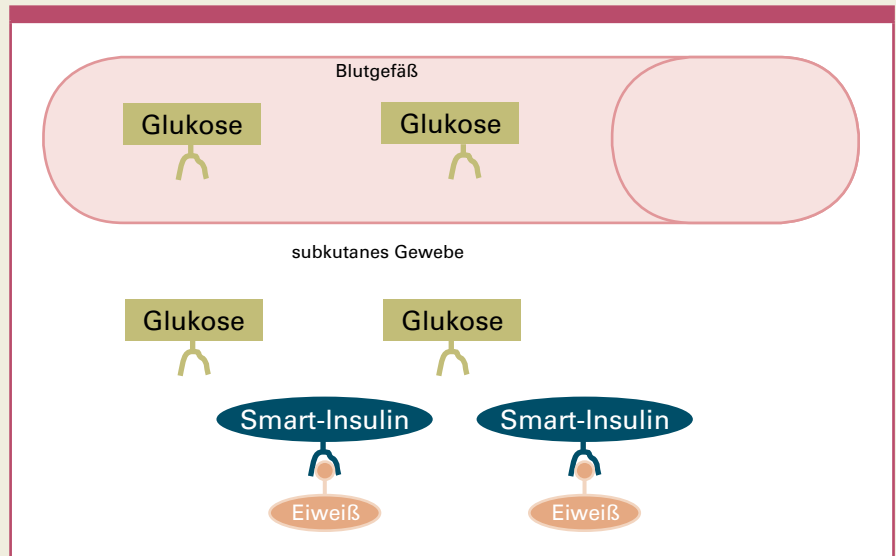 Blutgefäß
Glukose Glukose
subkutanes Gewebe
Glukose Glukose
Smart-Insulin Smart-Insulin
Eiweiß Eiweiß